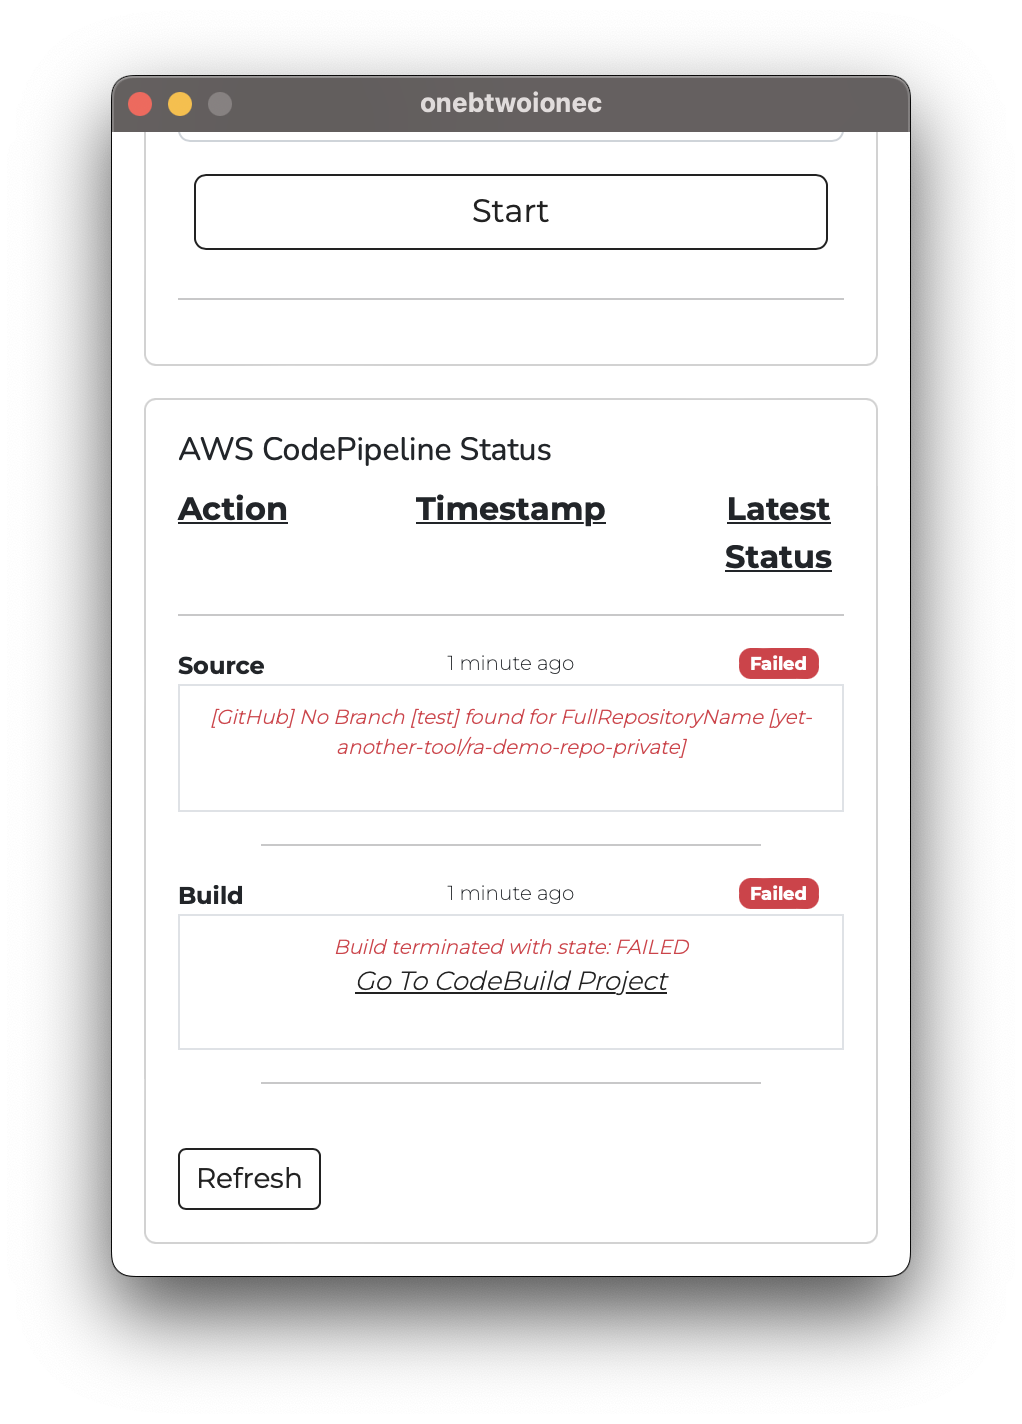 onebtwoionec
Start
AWS CodePipeline Status
Action Timestamp Latest
Status
Source 1 minute ago Failed
[GitHub] No Branch [test] found for FullRepositoryName [yet-
another-tool/ra-demo-repo-private]
Build 1 minute ago Failed
Build terminated with state: FAILED
Go To CodeBuild Project
Refresh